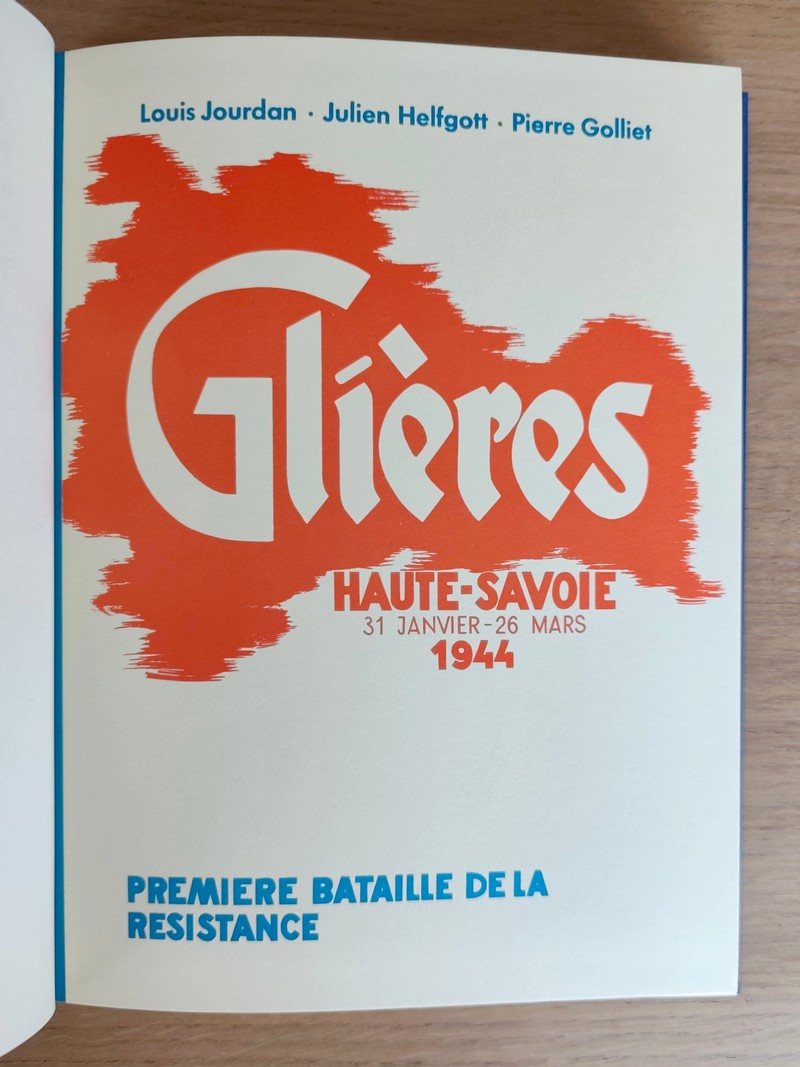 Louis Jourdan · Julien Helfgott · Pierre Golliet
Glières
HAUTE-SAVOIE
31 JANVIER-26 MARS
1944
PREMIERE BATAILLE DE LA
RESISTANCE